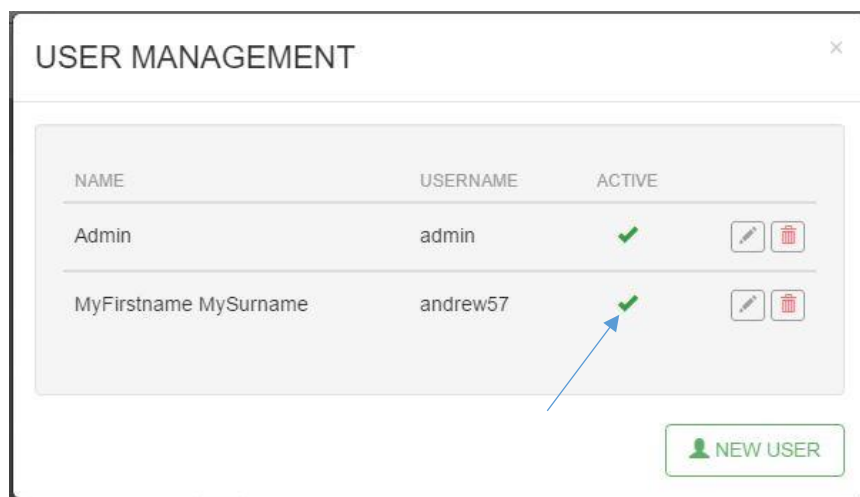 USER MANAGEMENT
NAME USERNAME ACTIVE
Admin admin
MyFirstname MySurname andrew57
NEW USER